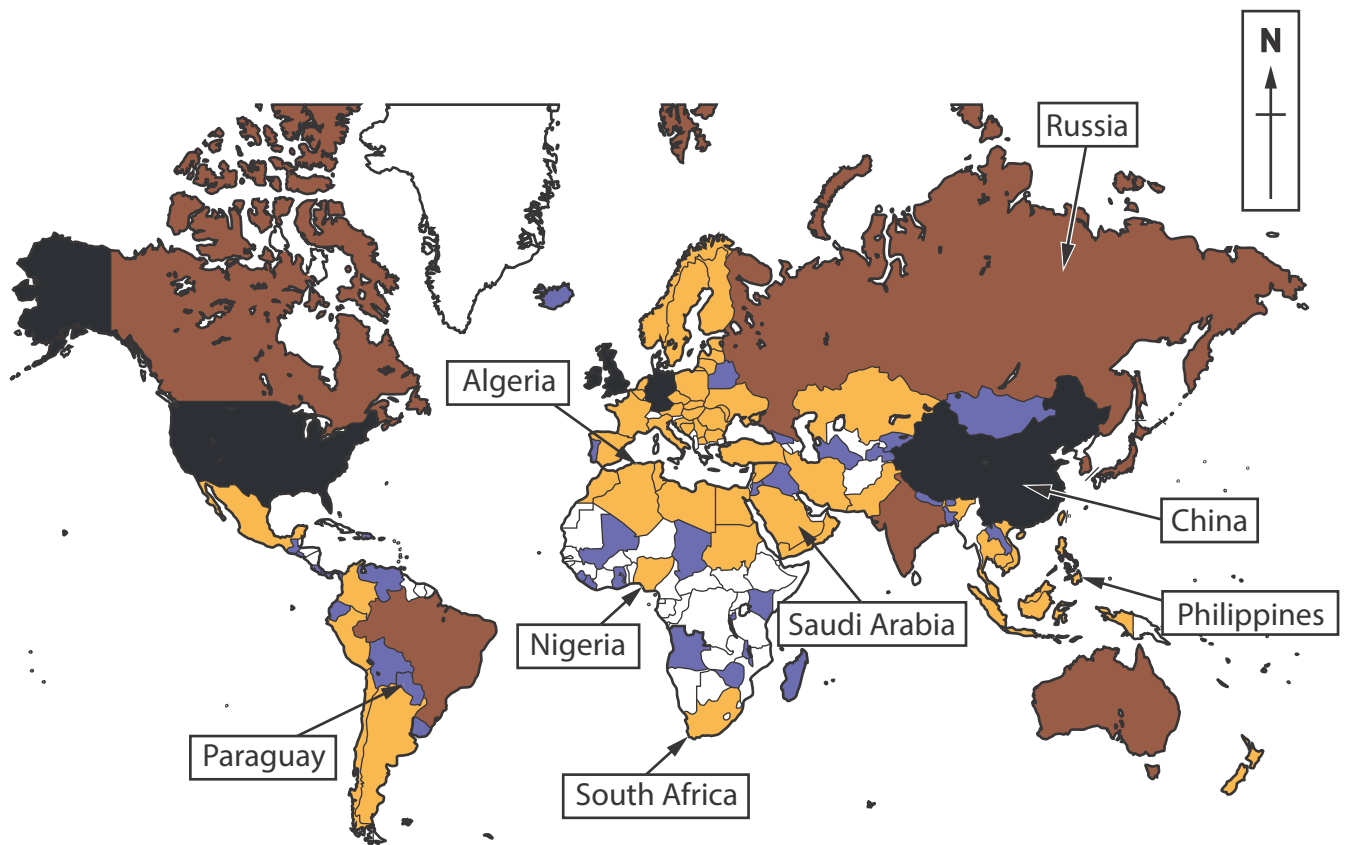 N
Russia
Algeria
China
Philippines
Saudi Arabia
Nigeria
Paraguay
South Africa